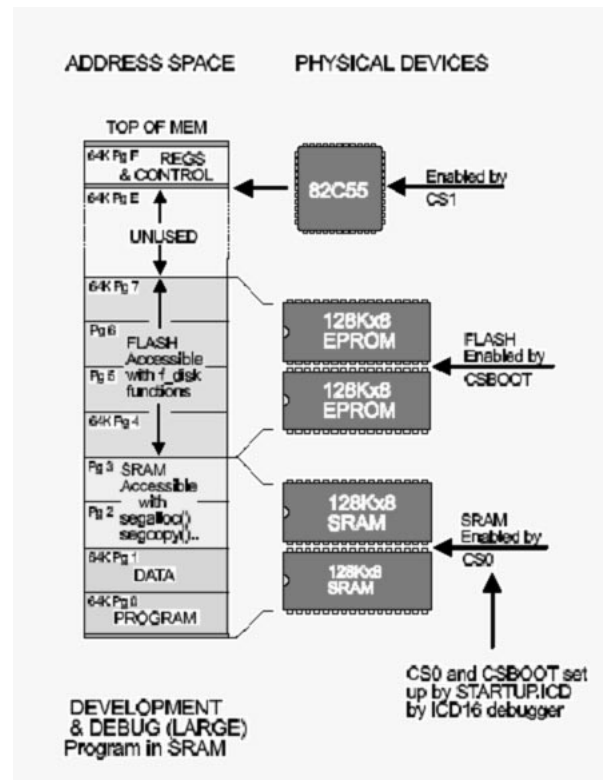 ADDRESS SPACE
PHYSICAL DEVICES
TOP OF MEM
64K Pg F
REGS
& CONTROL
64K Pg E
UNUSED
82C55
Enabled by
CS1
64K Pg 7
Pg 6
FLASH
Accessible
Pg 5
with f_disk
functions
64K Pg 4
128Kx8
EPROM
128Kx8
EPROM
FLASH
Enabled by
CSBOOT
Pg 3
SRAM
Accessible
with
Pg 2
segalloc()
segcopy()..
64K Pg 1
DATA
64K Pg 0
PROGRAM
128Kx8
SRAM
128Kx8
SRAM
SRAM
Enabled by
CS0
CS0 and CSBOOT set
up by STARTUP.ICD
by ICD16 debugger
DEVELOPMENT
& DEBUG (LARGE)
Program in SRAM